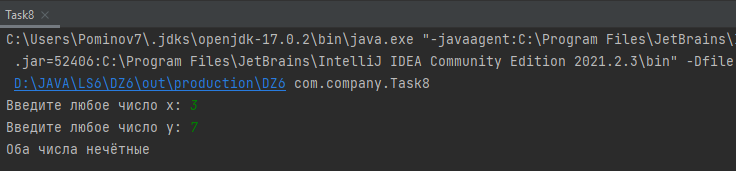 Task8
C:\Users\Pominov7\.jdks\openjdk-17.0.2\bin\java.exe "-javaagent:C:\Program Files\JetBrains\
.jar=52406:C:\Program Files\JetBrains\IntelliJ IDEA Community Edition 2021.2.3\bin" -Dfile
D:\JAVA\LS6\DZ6\out\production\DZ6 com.company.Task8
Введите любое число x: 3
Введите любое число y: 7
Оба числа нечётные